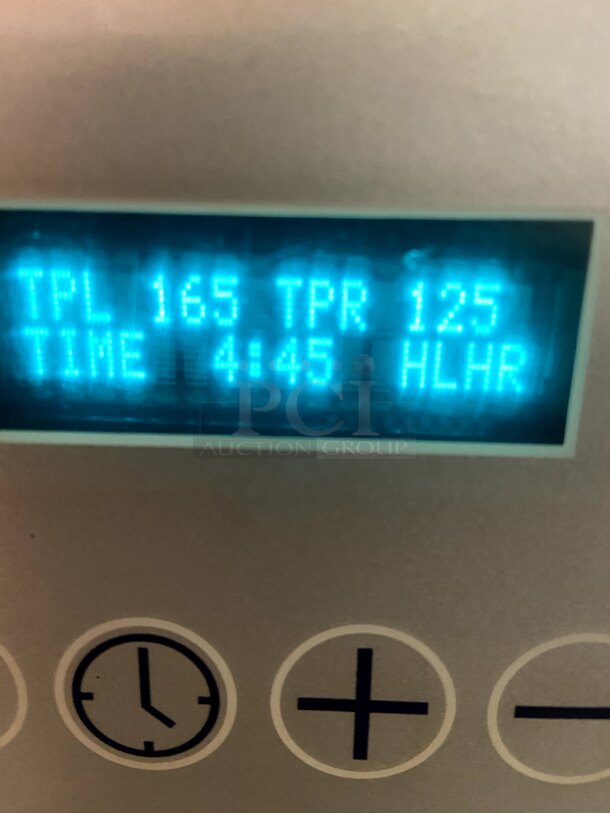 TPL 165 TPR 125
TIME 4:45 HLHR
PCI
AUCTION GROUP